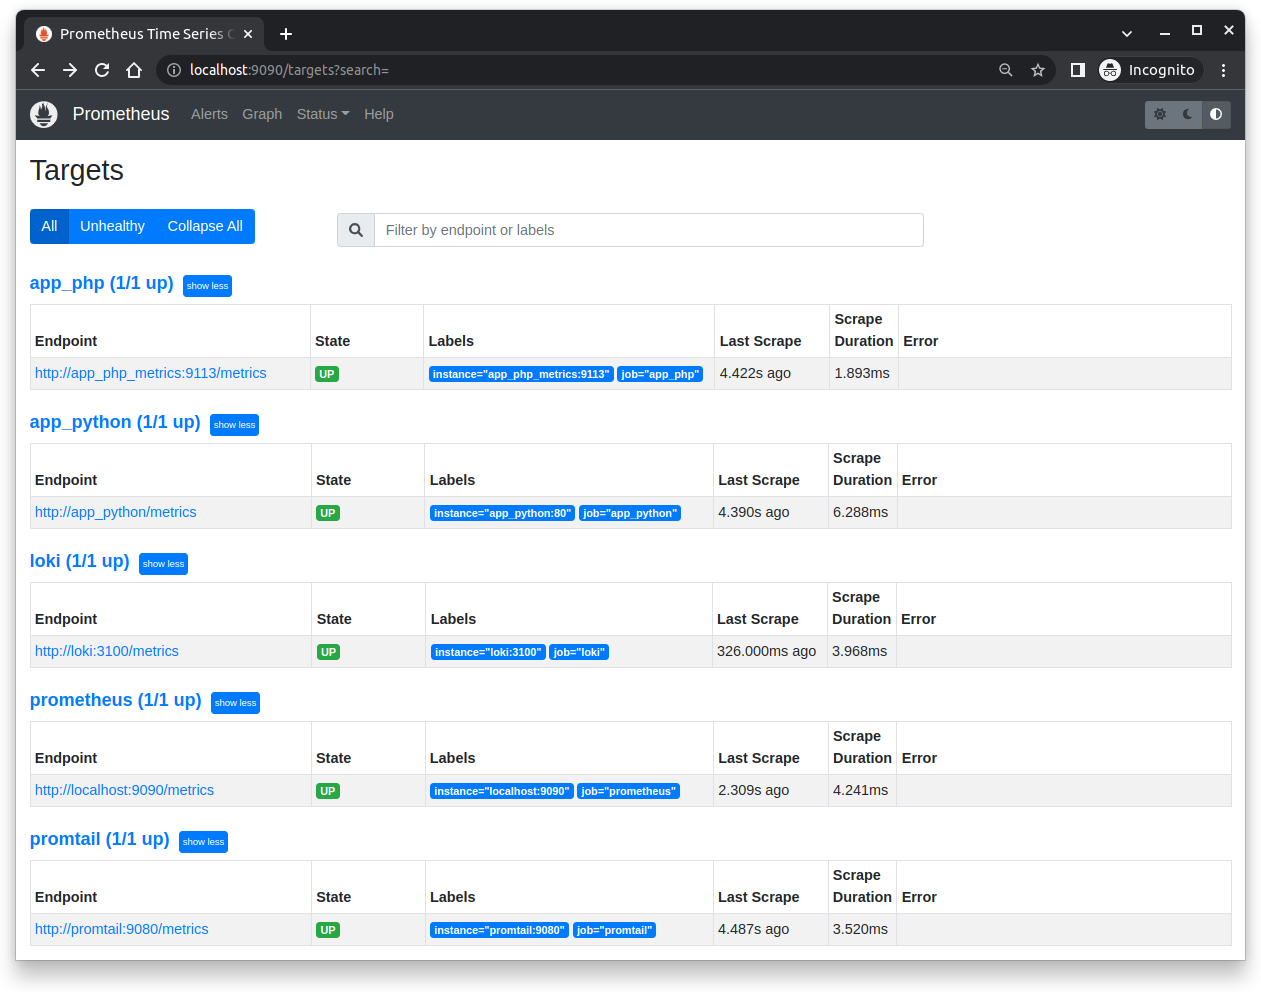 Prometheus Time Series
localhost:9090/targets?search=
Incognito
Prometheus Alerts Graph Status Help
Targets
All Unhealthy Collapse All
Filter by endpoint or labels
app_php (1/1 up) show less
Endpoint State Labels Last Scrape Scrape Duration Error
http://app_php_metrics:9113/metrics UP instance="app_php_metrics:9113" job="app_php" 4.422s ago 1.893ms
app_python (1/1 up) show less
Endpoint State Labels Last Scrape Scrape Duration Error
http://app_python/metrics UP instance="app_python:80" job="app_python" 4.390s ago 6.288ms
loki (1/1 up) show less
Endpoint State Labels Last Scrape Scrape Duration Error
http://loki:3100/metrics UP instance="loki:3100" job="loki" 326.000ms ago 3.968ms
prometheus (1/1 up) show less
Endpoint State Labels Last Scrape Scrape Duration Error
http://localhost:9090/metrics UP instance="localhost:9090" job="prometheus" 2.309s ago 4.241ms
promtail (1/1 up) show less
Endpoint State Labels Last Scrape Scrape Duration Error
http://promtail:9080/metrics UP instance="promtail:9080" job="promtail" 4.487s ago 3.520ms